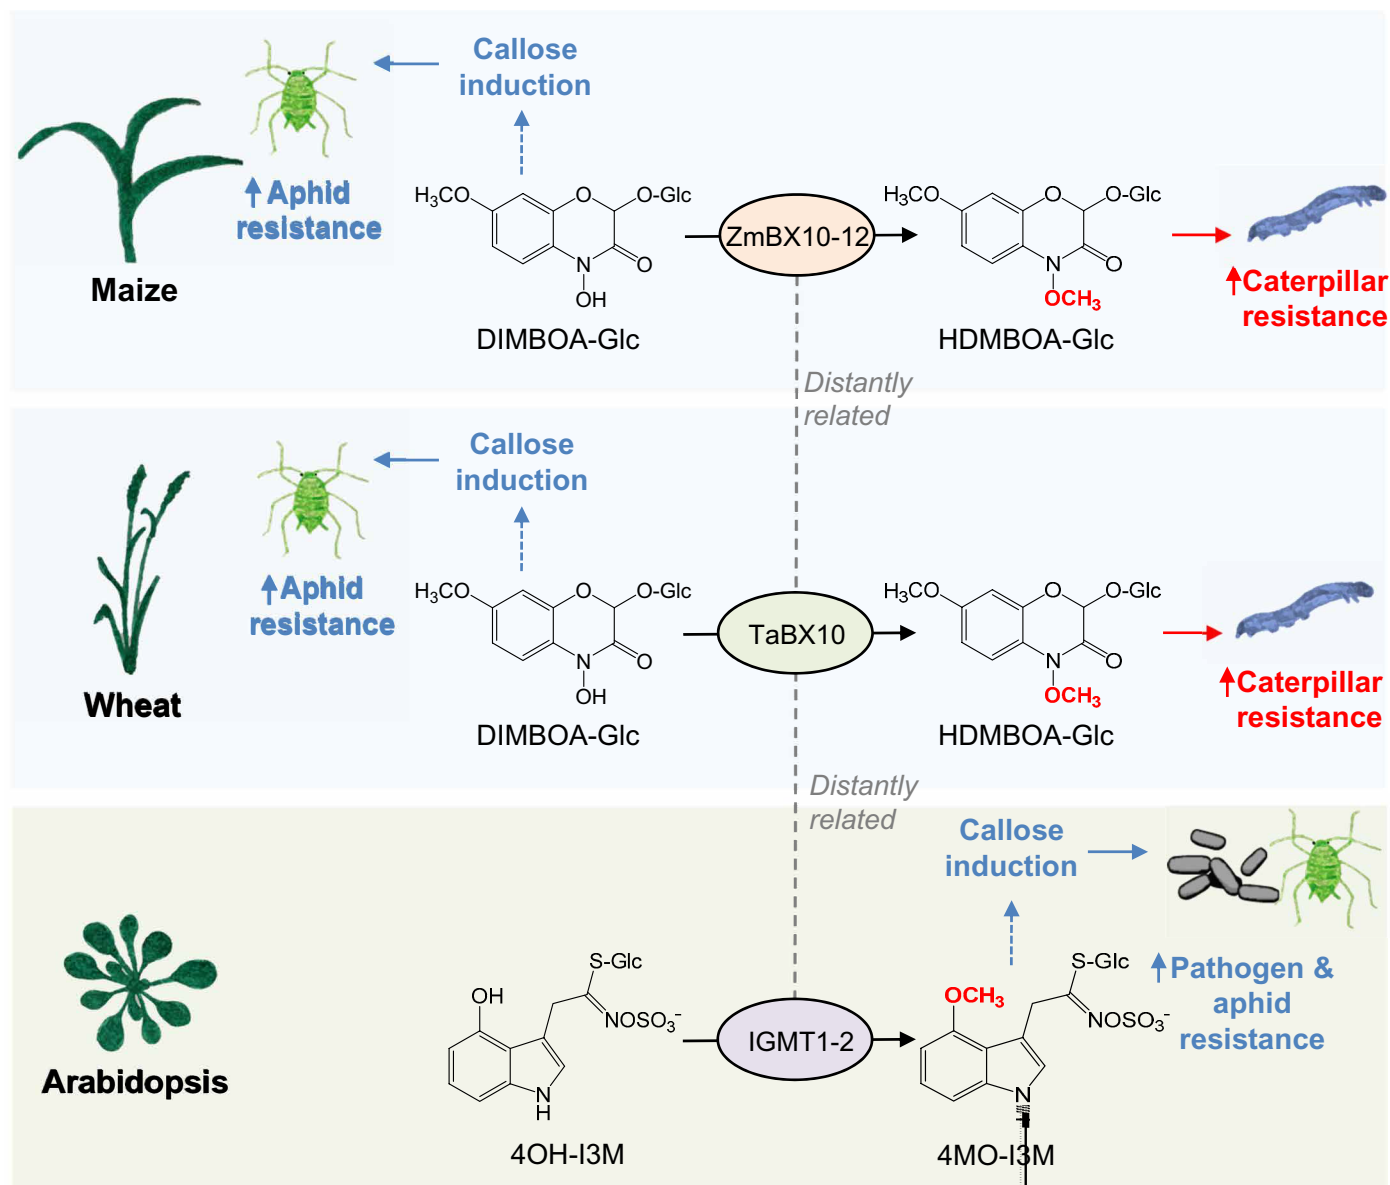 Callose
induction
↑Aphid
resistance
Maize
H₃CO
O
O-Glc
N
O
OH
DIMBOA-Glc
ZmBX10-12
H₃CO
O
O-Glc
N
O
OCH₃
HDMBOA-Glc
↑Caterpillar
resistance
Distantly
related
Callose
induction
↑Aphid
resistance
Wheat
H₃CO
O
O-Glc
N
O
OH
DIMBOA-Glc
TaBX10
H₃CO
O
O-Glc
N
O
OCH₃
HDMBOA-Glc
↑Caterpillar
resistance
Distantly
related
Callose
induction
↑Pathogen &
aphid
resistance
Arabidopsis
S-Glc
OH
NOSO₃⁻
N
H
4OH-I3M
IGMT1-2
S-Glc
OCH₃
NOSO₃⁻
N
4MO-I3M